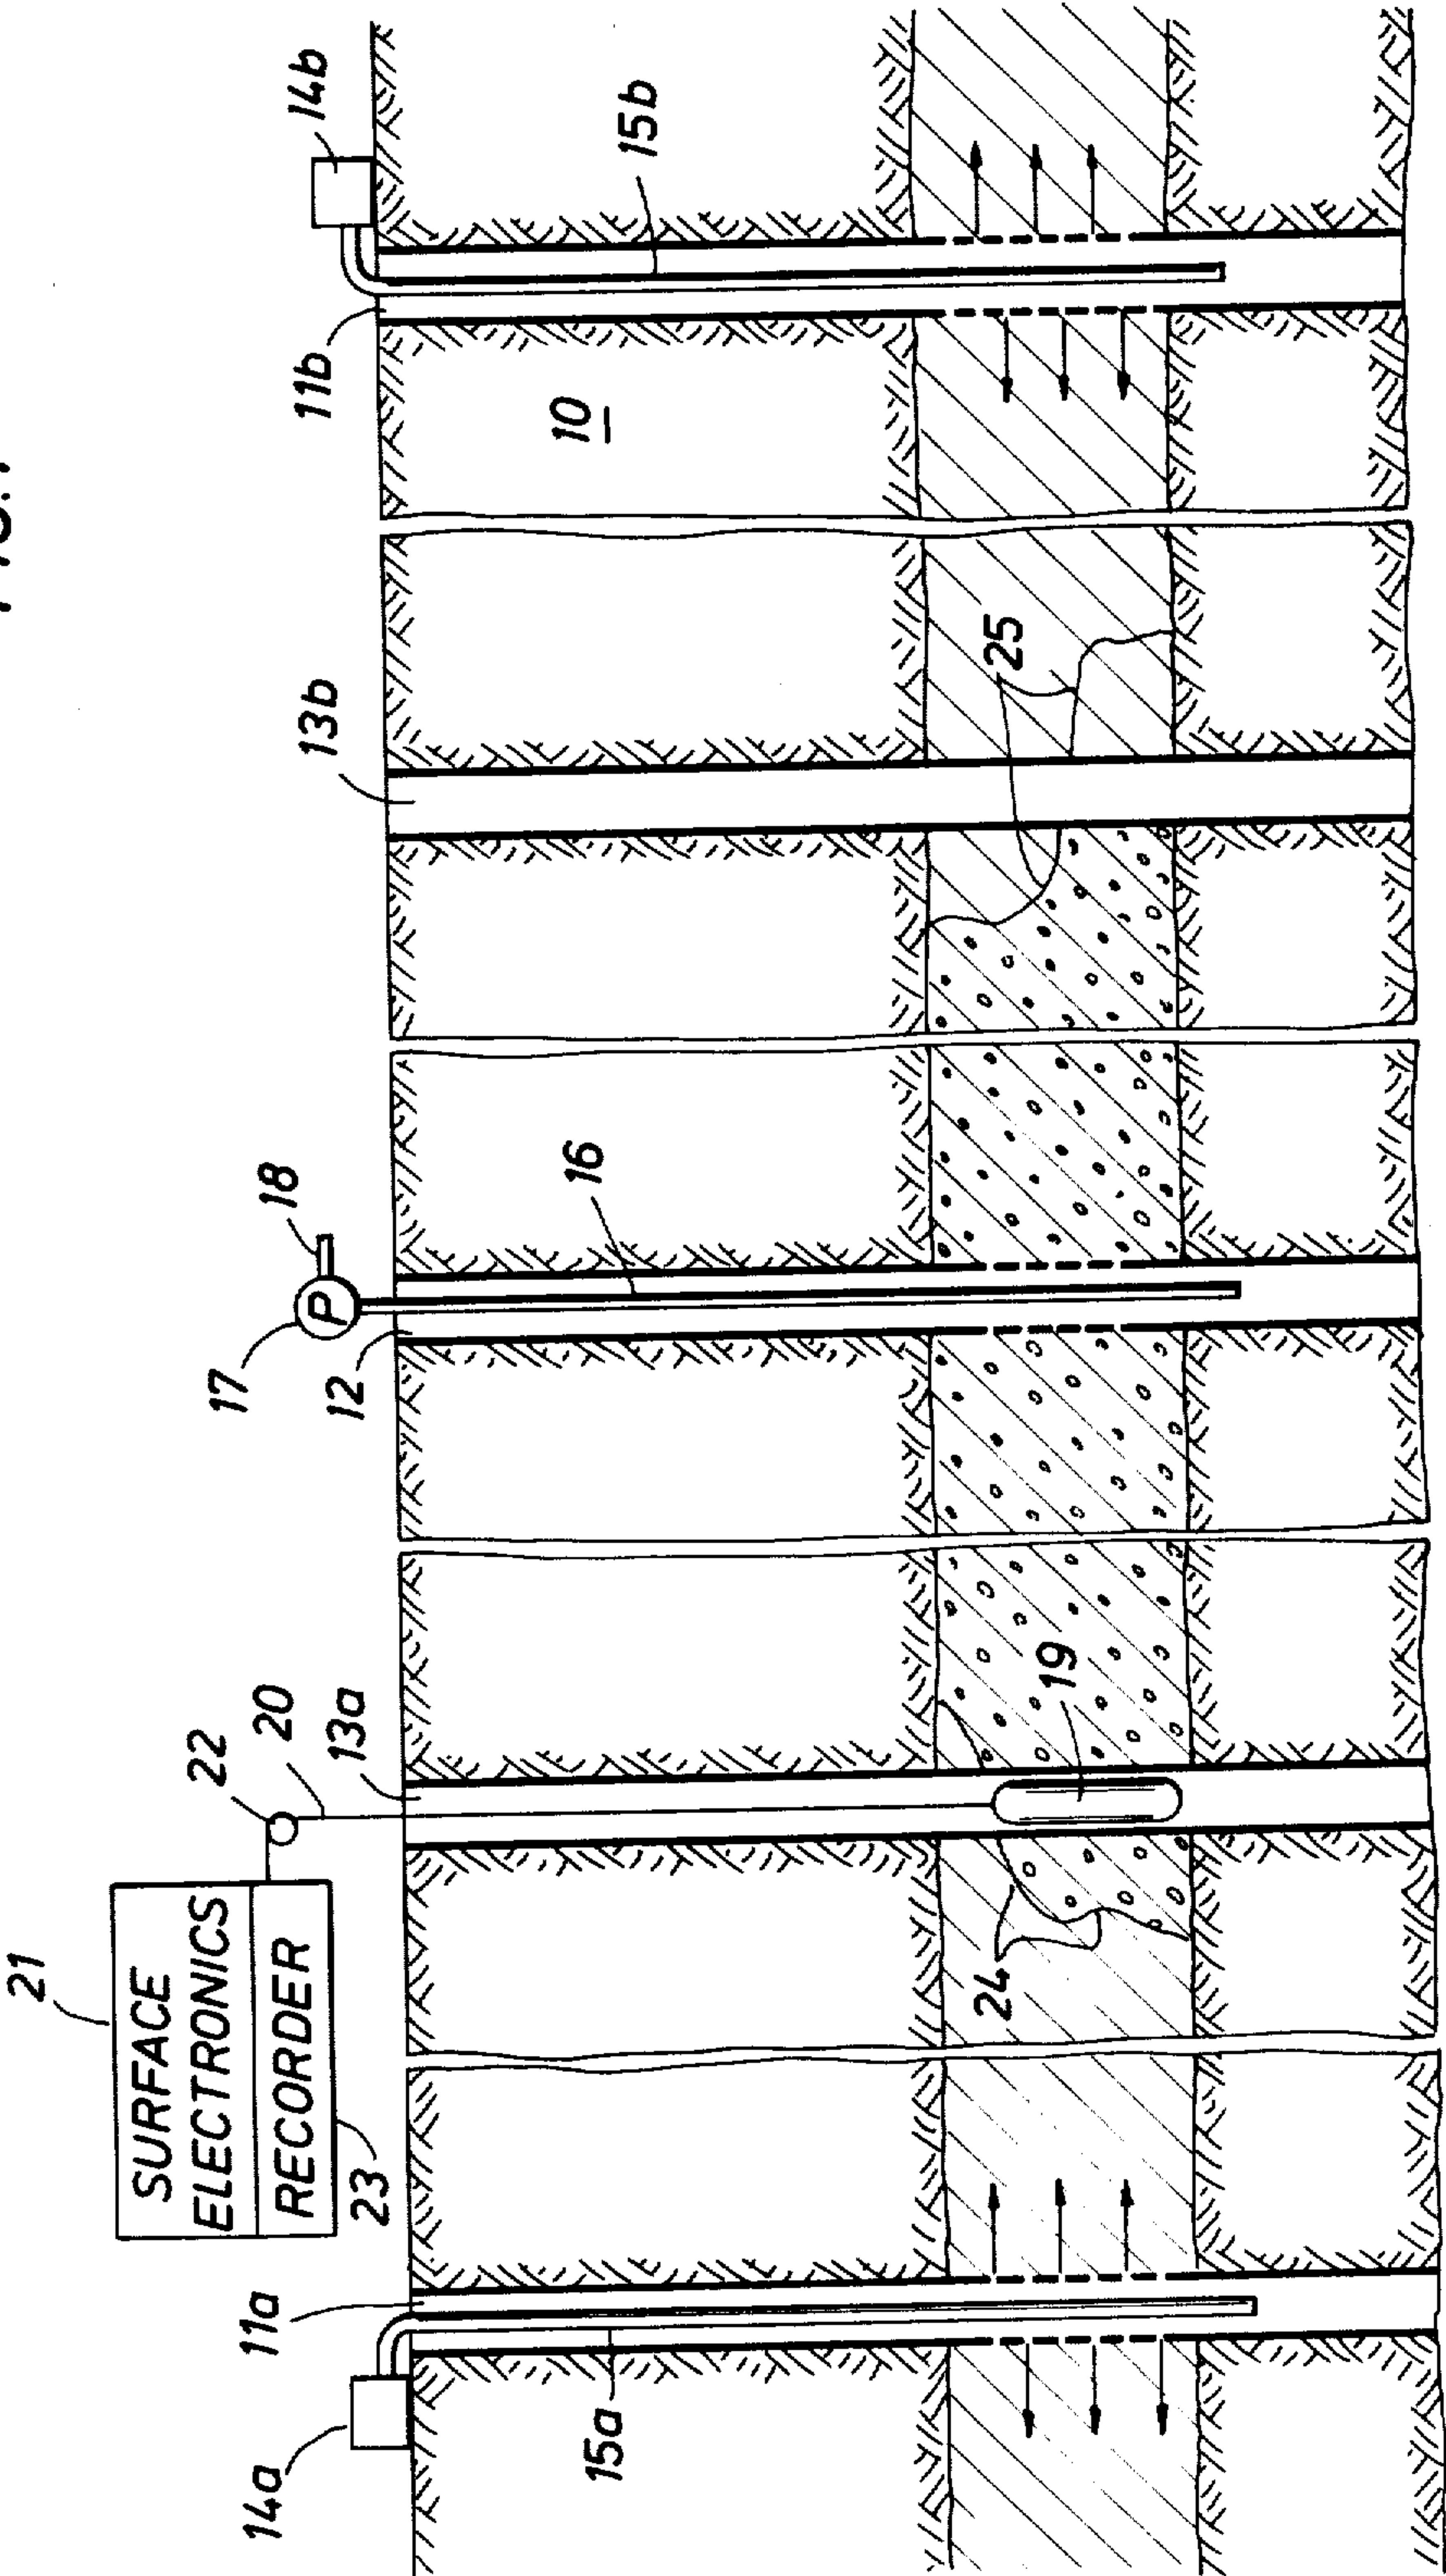 21
SURFACE
ELECTRONICS
RECORDER
23
22
20
17
18
14a
11a
13a
12
13b
11b
14b
15a
16
10
15b
24
19
25